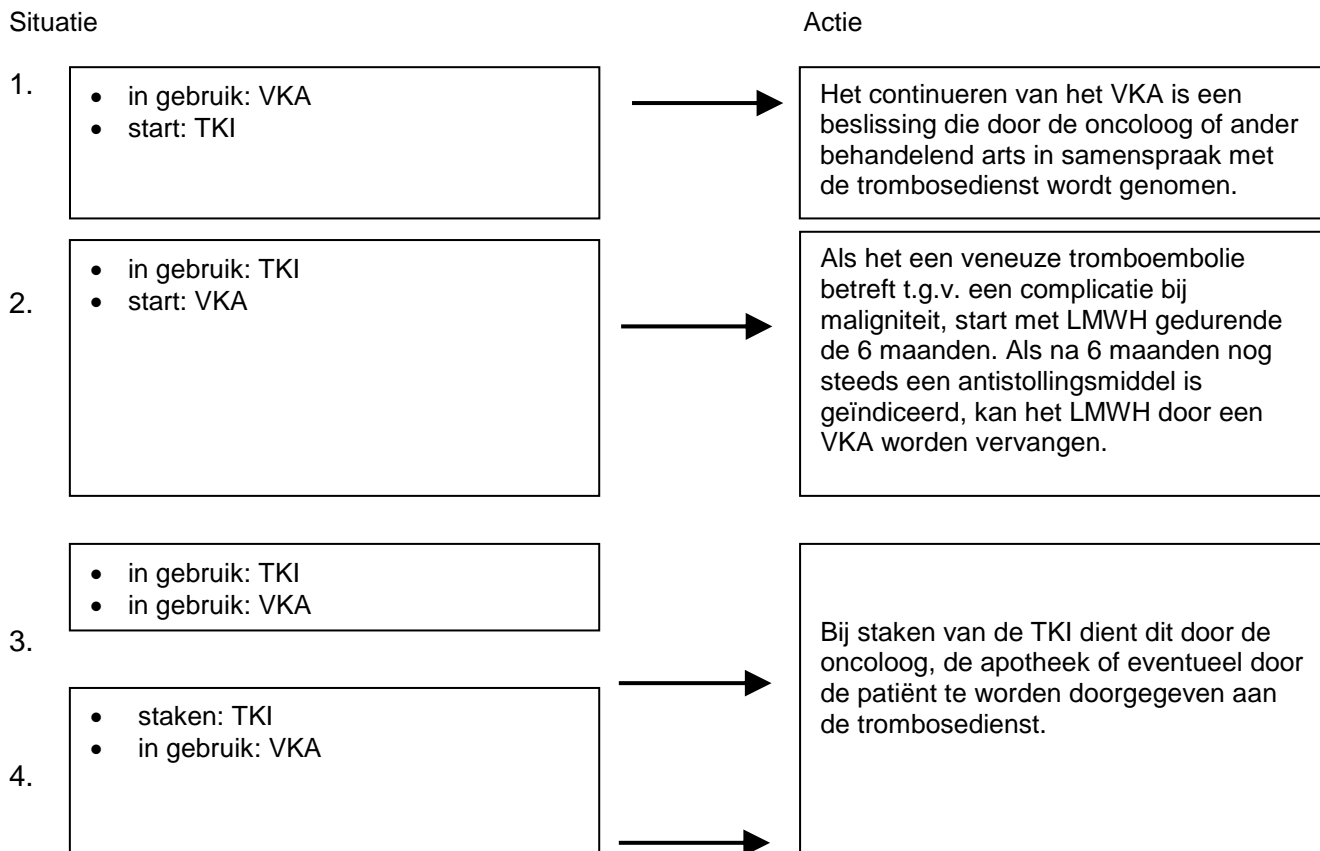 Situatie
Actie
1.
• in gebruik: VKA
• start: TKI
Het continueren van het VKA is een
beslissing die door de oncoloog of ander
behandelend arts in samenspraak met
de trombosedienst wordt genomen.
2.
• in gebruik: TKI
• start: VKA
Als het een veneuze tromboembolie
betreft t.g.v. een complicatie bij
maligniteit, start met LMWH gedurende
de 6 maanden. Als na 6 maanden nog
steeds een antistollingsmiddel is
geïndiceerd, kan het LMWH door een
VKA worden vervangen.
3.
• in gebruik: TKI
• in gebruik: VKA
4.
• staken: TKI
• in gebruik: VKA
Bij staken van de TKI dient dit door de
oncoloog, de apotheek of eventueel door
de patiënt te worden doorgegeven aan
de trombosedienst.